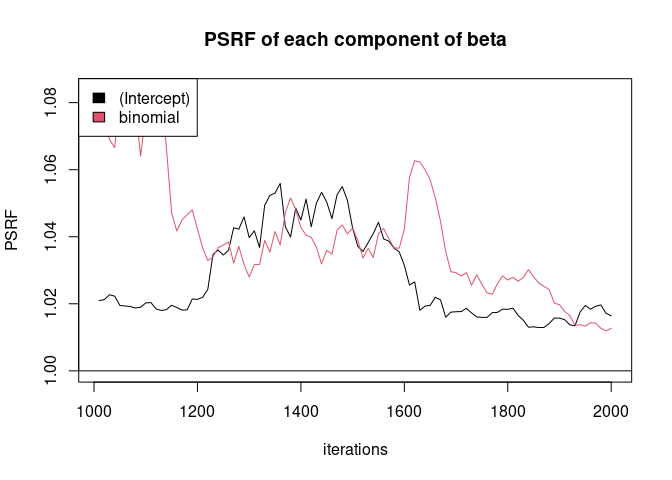 PSRF of each component of beta
(Intercept)
binomial
PSRF
1.08
1.06
1.04
1.02
1.00
1000 1200 1400 1600 1800 2000
iterations